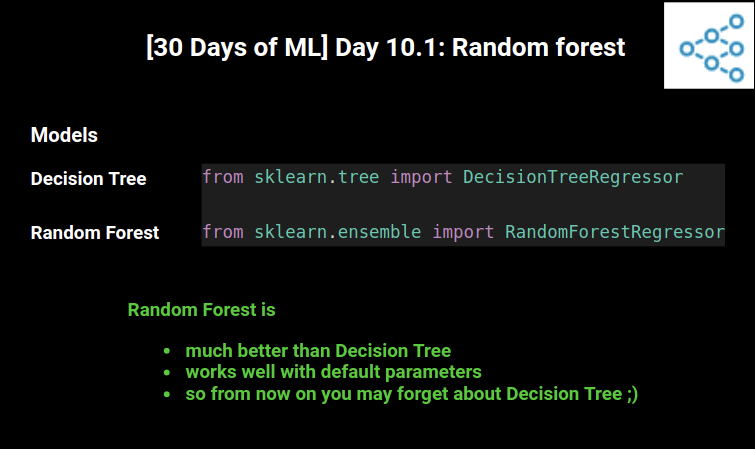 [30 Days of ML] Day 10.1: Random forest
Models
Decision Tree
from sklearn.tree import DecisionTreeRegressor
Random Forest
from sklearn.ensemble import RandomForestRegressor
Random Forest is
• much better than Decision Tree
• works well with default parameters
• so from now on you may forget about Decision Tree ;)